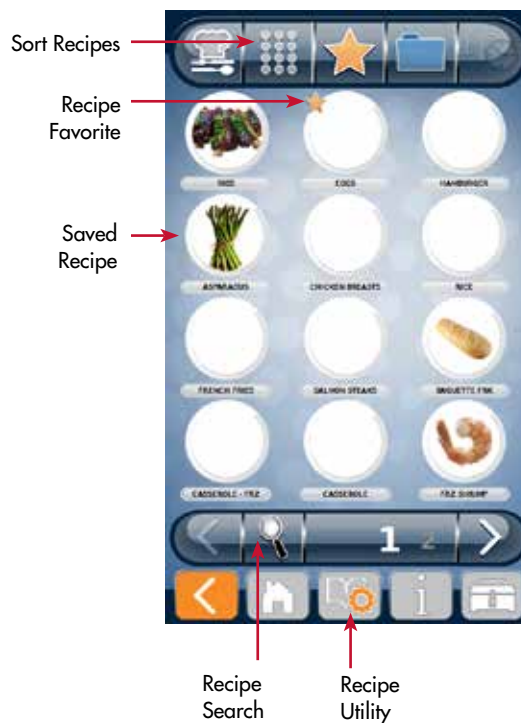 Sort Recipes
Recipe
Favorite
EGGS
HAMBURGER
Saved
Recipe
ASPARAGUS
CHICKEN BREASTS
RICE
FRENCH FRIES
SALMON STEAKS
BAGUETTE FRZ
CASSEROLE - FRZ
CASSEROLE
FRZ SHRIMP
1 2
i
Recipe
Search
Recipe
Utility